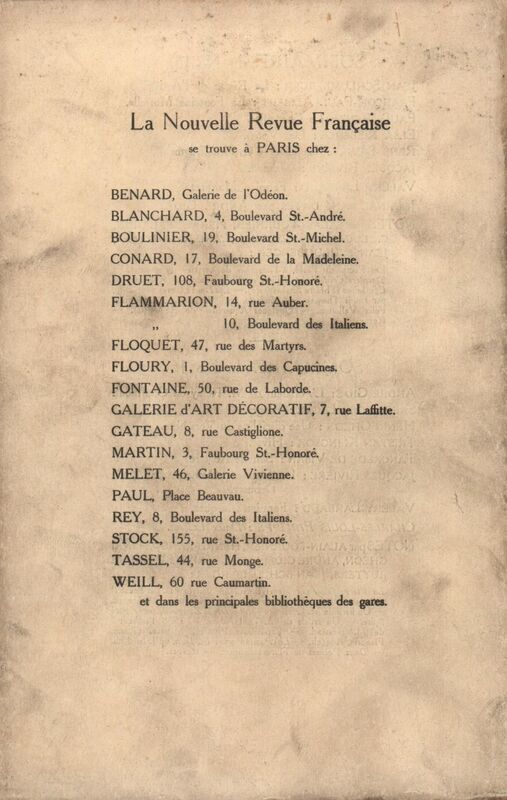 La Nouvelle Revue Française
se trouve à PARIS chez :
BENARD, Galerie de l'Odéon.
BLANCHARD, 4, Boulevard St.-André.
BOULINIER, 19, Boulevard St.-Michel.
CONARD, 17, Boulevard de la Madeleine.
DRUET, 108, Faubourg St.-Honoré.
FLAMMARION, 14, rue Auber.
„ 10, Boulevard des Italiens.
FLOQUET, 47, rue des Martyrs.
FLOURY, 1, Boulevard des Capucines.
FONTAINE, 50, rue de Laborde.
GALERIE d'ART DÉCORATIF, 7, rue Laffitte.
GATEAU, 8, rue Castiglione.
MARTIN, 3, Faubourg St.-Honoré.
MELET, 46, Galerie Vivienne.
PAUL, Place Beauvau.
REY, 8, Boulevard des Italiens.
STOCK, 155, rue St.-Honoré.
TASSEL, 44, rue Monge.
WEILL, 60 rue Caumartin.
et dans les principales bibliothèques des gares.